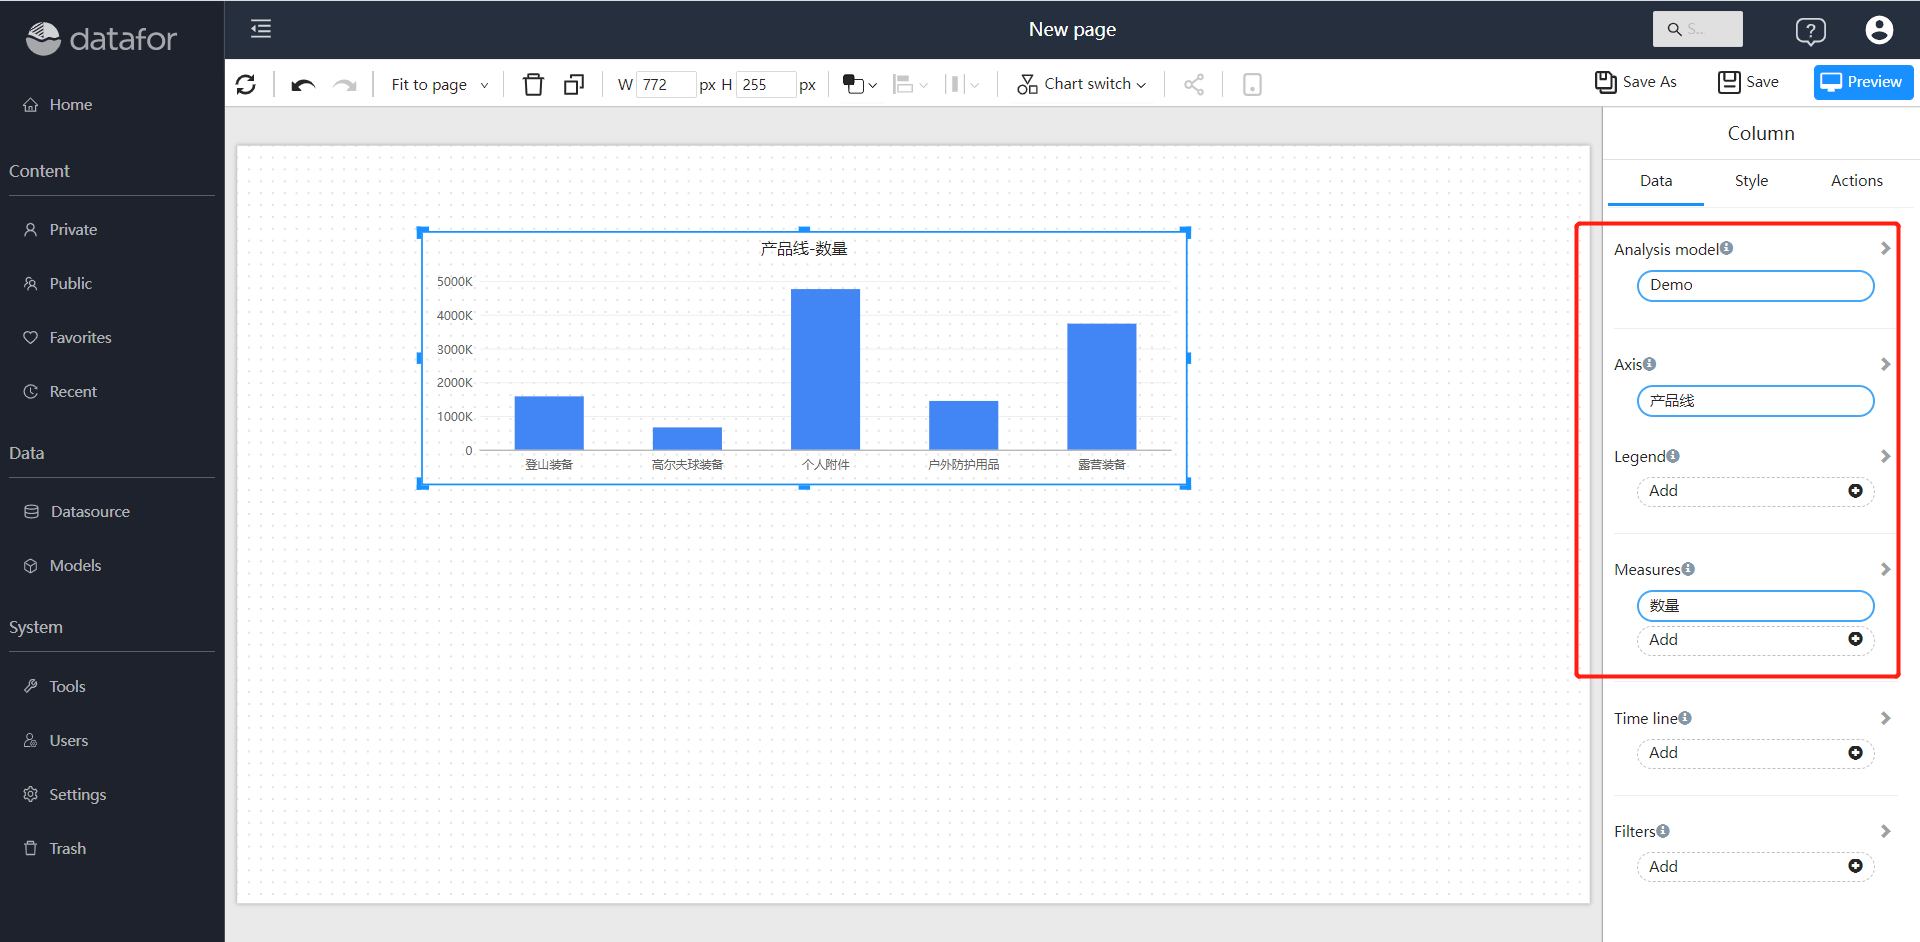 datafor
New page
S..
Home
Content
Private
Public
Favorites
Recent
Data
Datasource
Models
System
Tools
Users
Settings
Trash
Fit to page
W 772 px H 255 px
Chart switch
Save As
Save
Preview
产品线-数量
5000K
4000K
3000K
2000K
1000K
0
登山装备 高尔夫球装备 个人附件 户外防护用品 露营装备
Column
Data Style Actions
Analysis model
Demo
Axis
产品线
Legend
Add
Measures
数量
Add
Time line
Add
Filters
Add